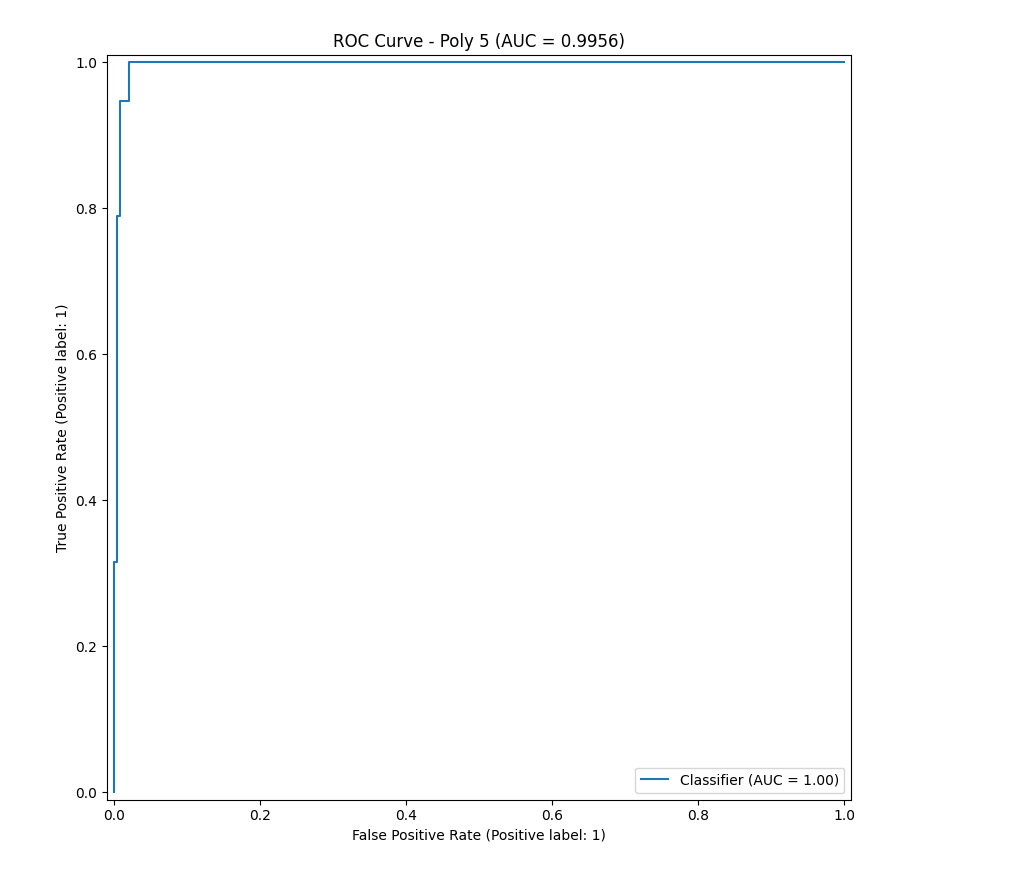 ROC Curve - Poly 5 (AUC = 0.9956)
1.0
0.8
0.6
0.4
0.2
0.0
True Positive Rate (Positive label: 1)
Classifier (AUC = 1.00)
0.0 0.2 0.4 0.6 0.8 1.0
False Positive Rate (Positive label: 1)